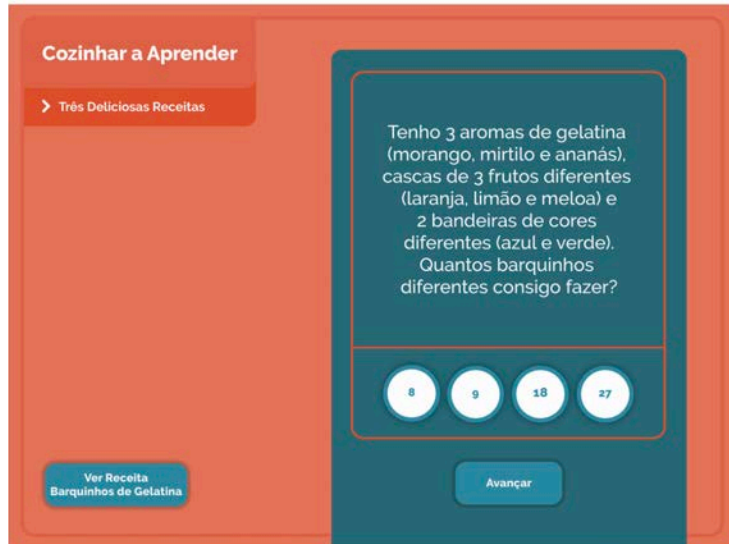 Cozinhar a Aprender
Três Deliciosas Receitas
Tenho 3 aromas de gelatina
(morango, mirtilo e ananás),
cascas de 3 frutos diferentes
(laranja, limão e meloa) e
2 bandeiras de cores
diferentes (azul e verde).
Quantos barquinhos
diferentes consigo fazer?
8
9
18
27
Ver Receita
Barquinhos de Gelatina
Avançar